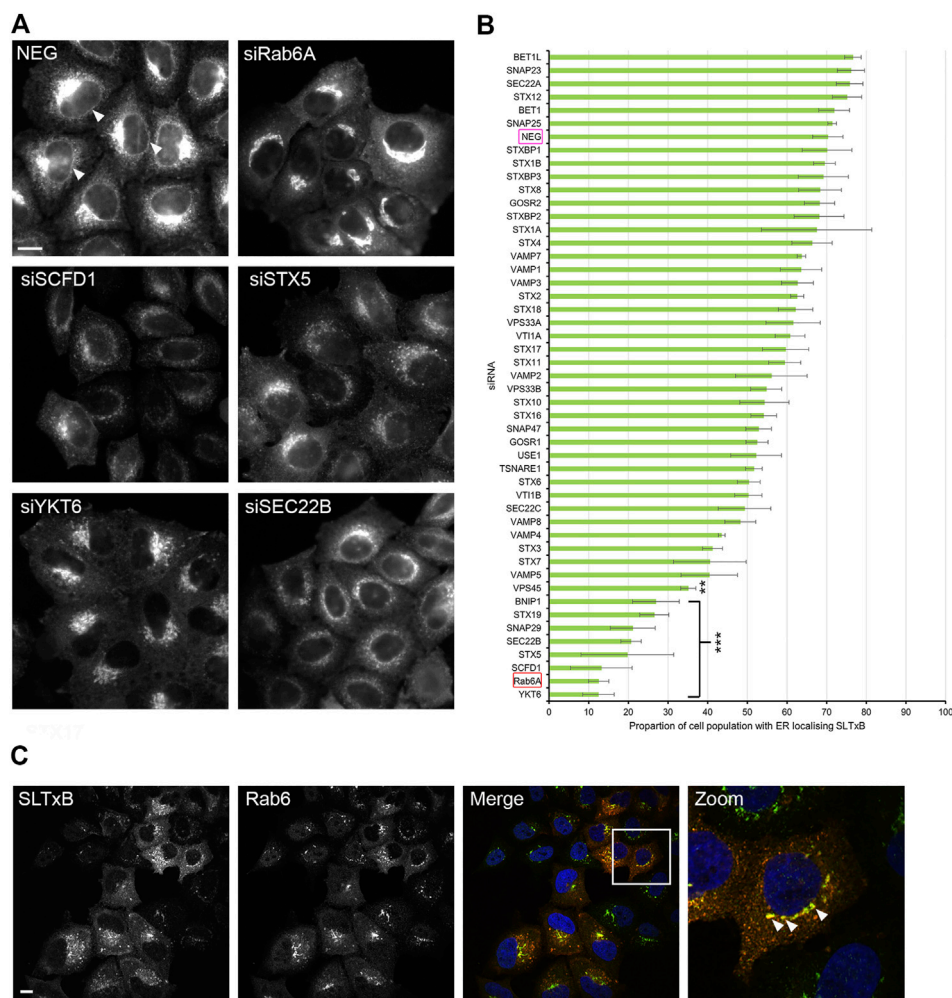 A
NEG
siRab6A
siSCFD1
siSTX5
siYKT6
siSEC22B
STX17
B
siRNA
BET1L
SNAP23
SEC22A
STX12
BET1
SNAP25
NEG
STXBP1
STX1B
STXBP3
STX8
GOSR2
STXBP2
STX1A
STX4
VAMP7
VAMP1
VAMP3
STX2
STX18
VPS33A
VTI1A
STX17
STX11
VAMP2
VPS33B
STX10
STX16
SNAP47
GOSR1
USE1
TSNARE1
STX6
VTI1B
SEC22C
VAMP8
VAMP4
STX3
STX7
VAMP5
VPS45
BNIP1
STX19
SNAP29
SEC22B
STX5
SCFD1
Rab6A
YKT6
**
***
0 10 20 30 40 50 60 70 80 90 100
Proportion of cell population with ER localising SLTxB
C
SLTxB
Rab6
Merge
Zoom